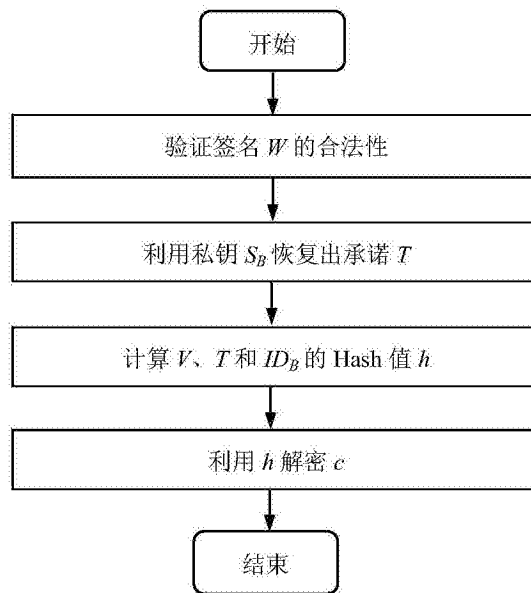 开始
验证签名 W 的合法性
利用私钥 S_B 恢复出承诺 T
计算 V、T 和 ID_B 的 Hash 值 h
利用 h 解密 c
结束